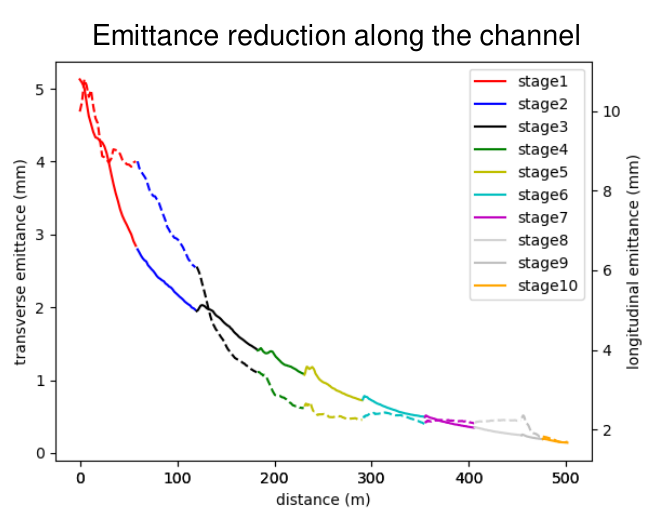 Emittance reduction along the channel
transverse emittance (mm)
5
4
3
2
1
0
stage1
stage2
stage3
stage4
stage5
stage6
stage7
stage8
stage9
stage10
10
8
6
4
2
longitudinal emittance (mm)
0 100 200 300 400 500
distance (m)